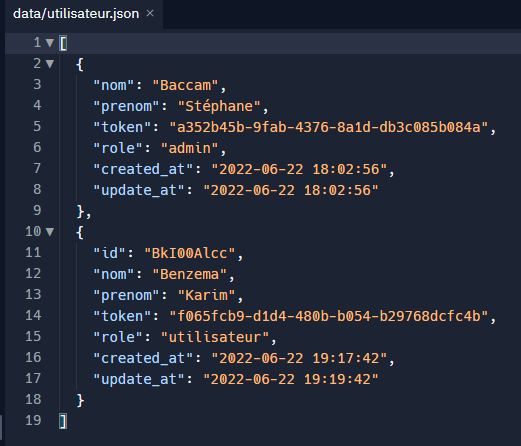 data/utilisateur.json ×
1 ▼ [
2 ▼ {
3 "nom": "Baccam",
4 "prenom": "Stéphane",
5 "token": "a352b45b-9fab-4376-8a1d-db3c085b084a",
6 "role": "admin",
7 "created_at": "2022-06-22 18:02:56",
8 "update_at": "2022-06-22 18:02:56"
9 },
10 ▼ {
11 "id": "BkI00Alcc",
12 "nom": "Benzema",
13 "prenom": "Karim",
14 "token": "f065fcb9-d1d4-480b-b054-b29768dcfc4b",
15 "role": "utilisateur",
16 "created_at": "2022-06-22 19:17:42",
17 "update_at": "2022-06-22 19:19:42"
18 }
19 ]